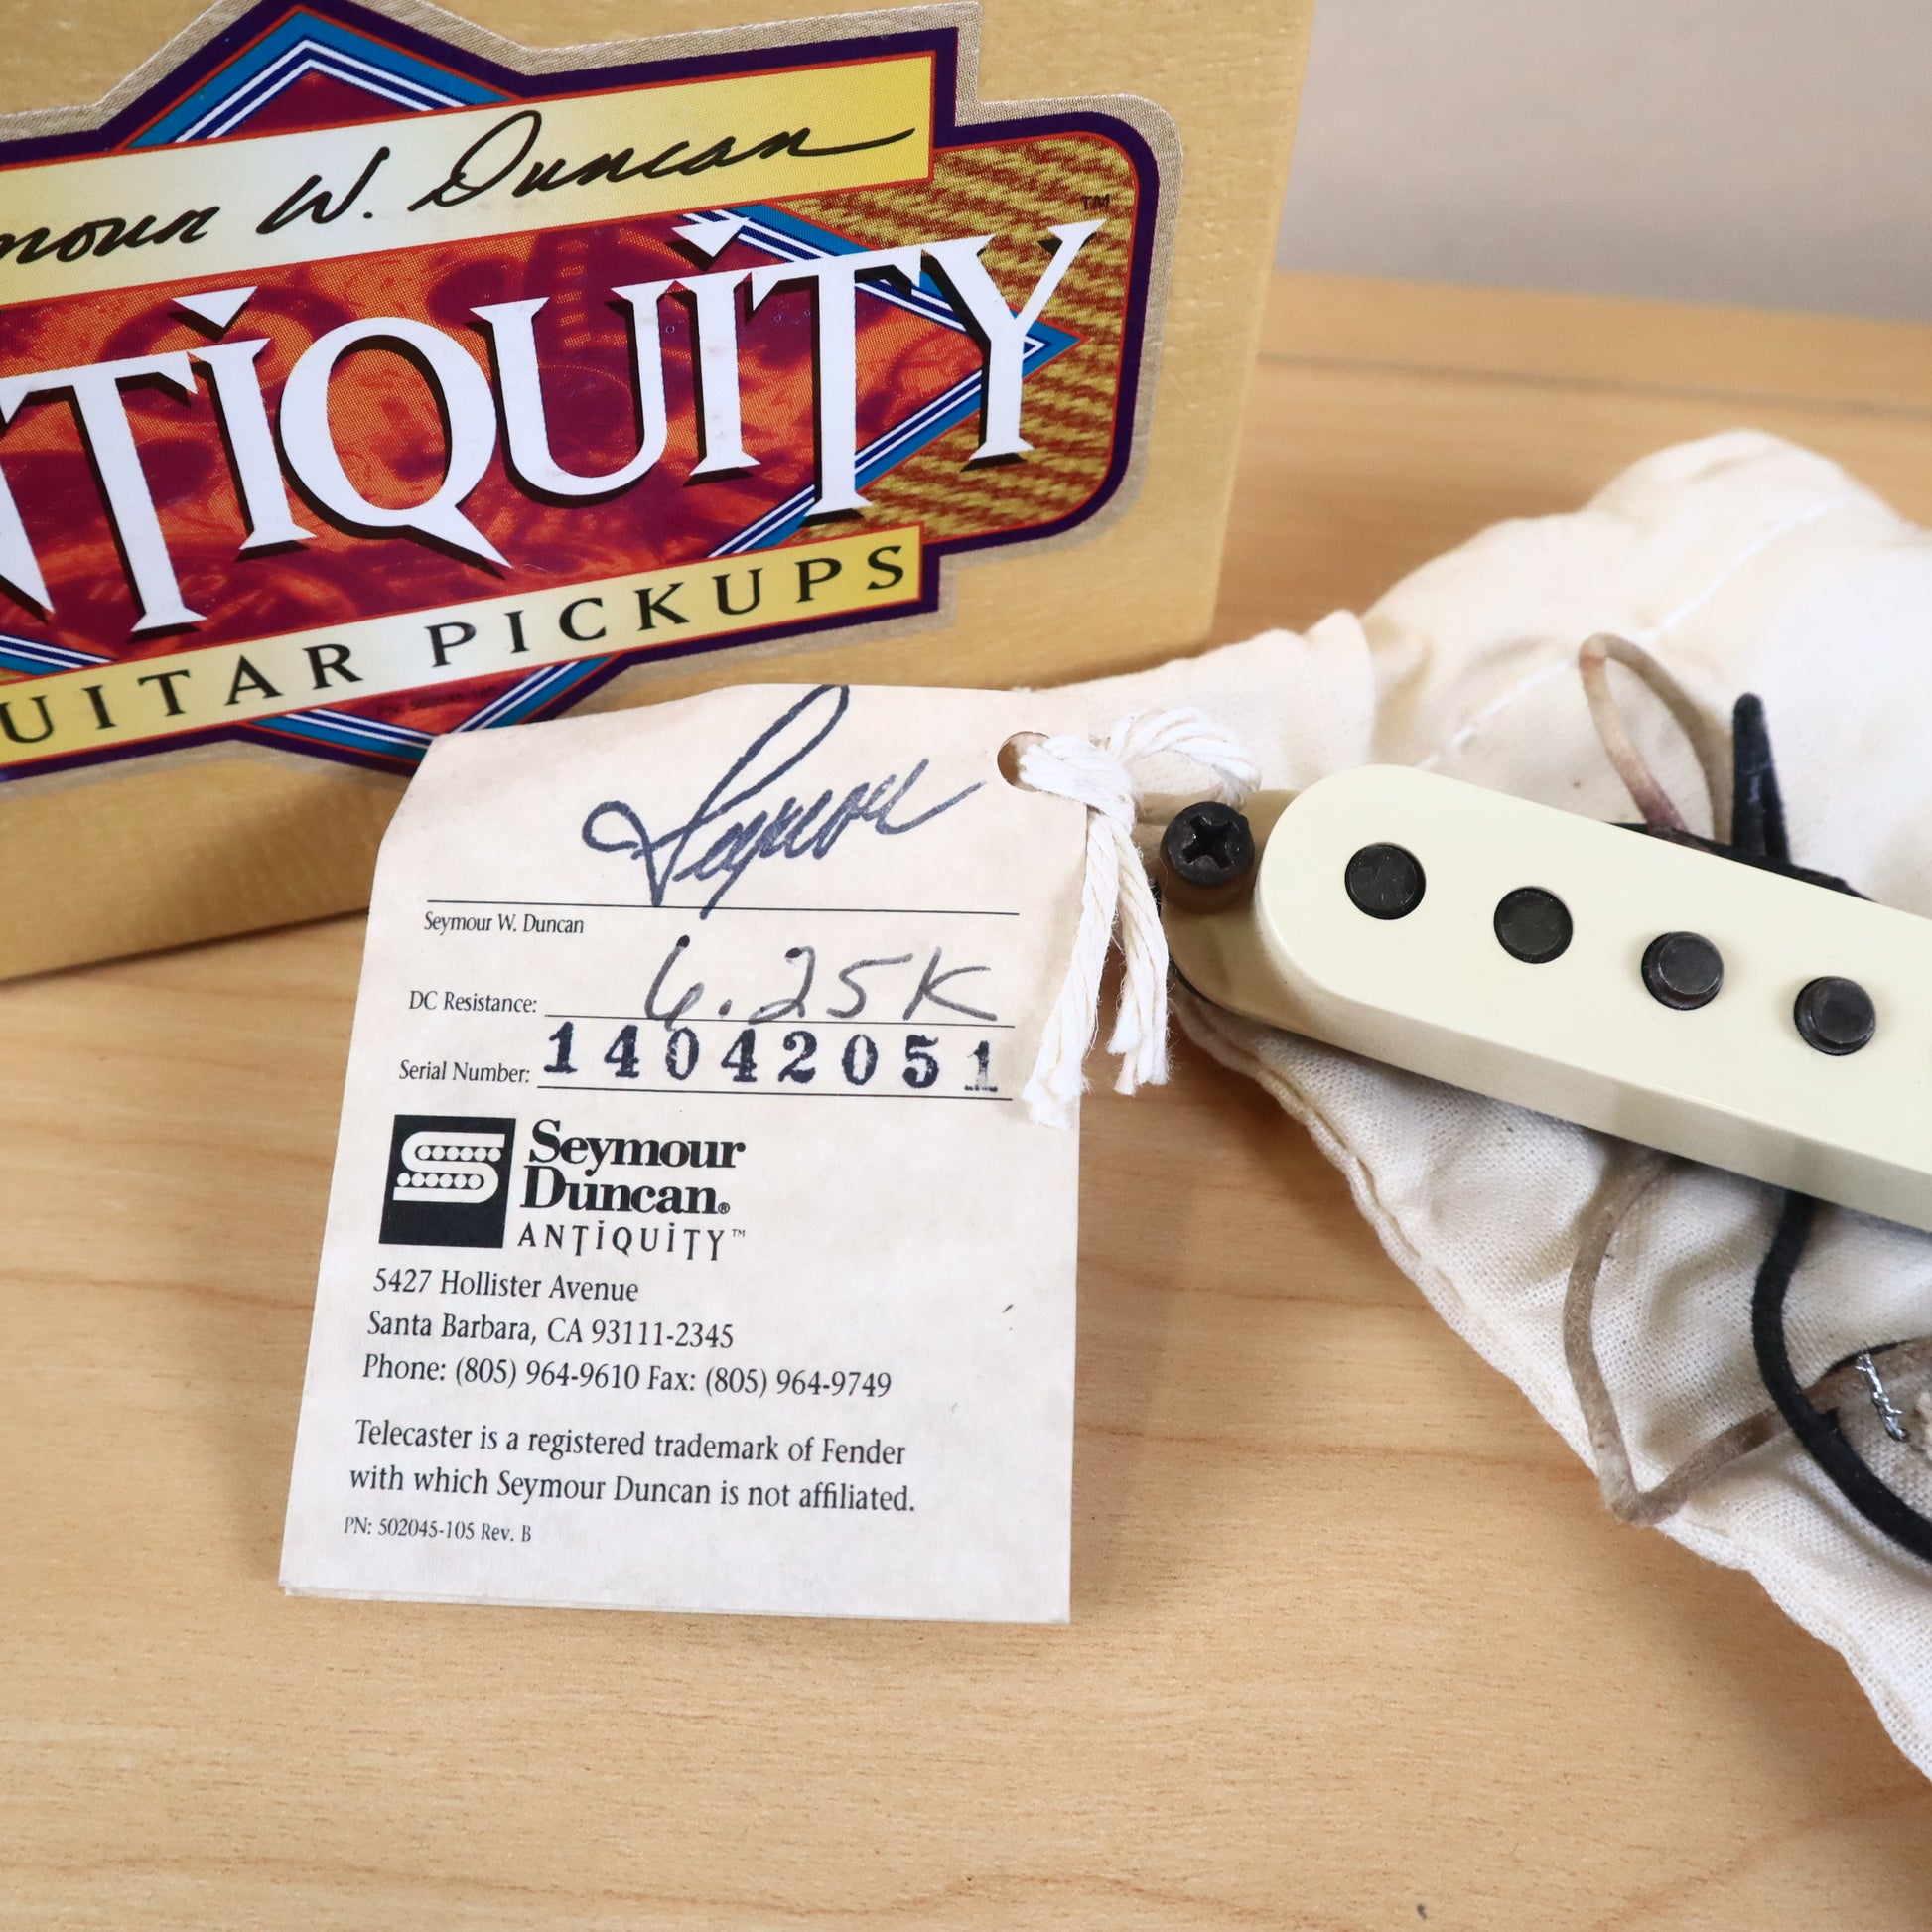 mour W. Duncan
NTiQUiTY™
UITAR PICKUPS
Seymour
Seymour W. Duncan
DC Resistance: 6.25K
Serial Number: 14042051
Seymour
Duncan®
ANTiQUiTY™
5427 Hollister Avenue
Santa Barbara, CA 93111-2345
Phone: (805) 964-9610 Fax: (805) 964-9749
Telecaster is a registered trademark of Fender
with which Seymour Duncan is not affiliated.
PN: 502045-105 Rev. B